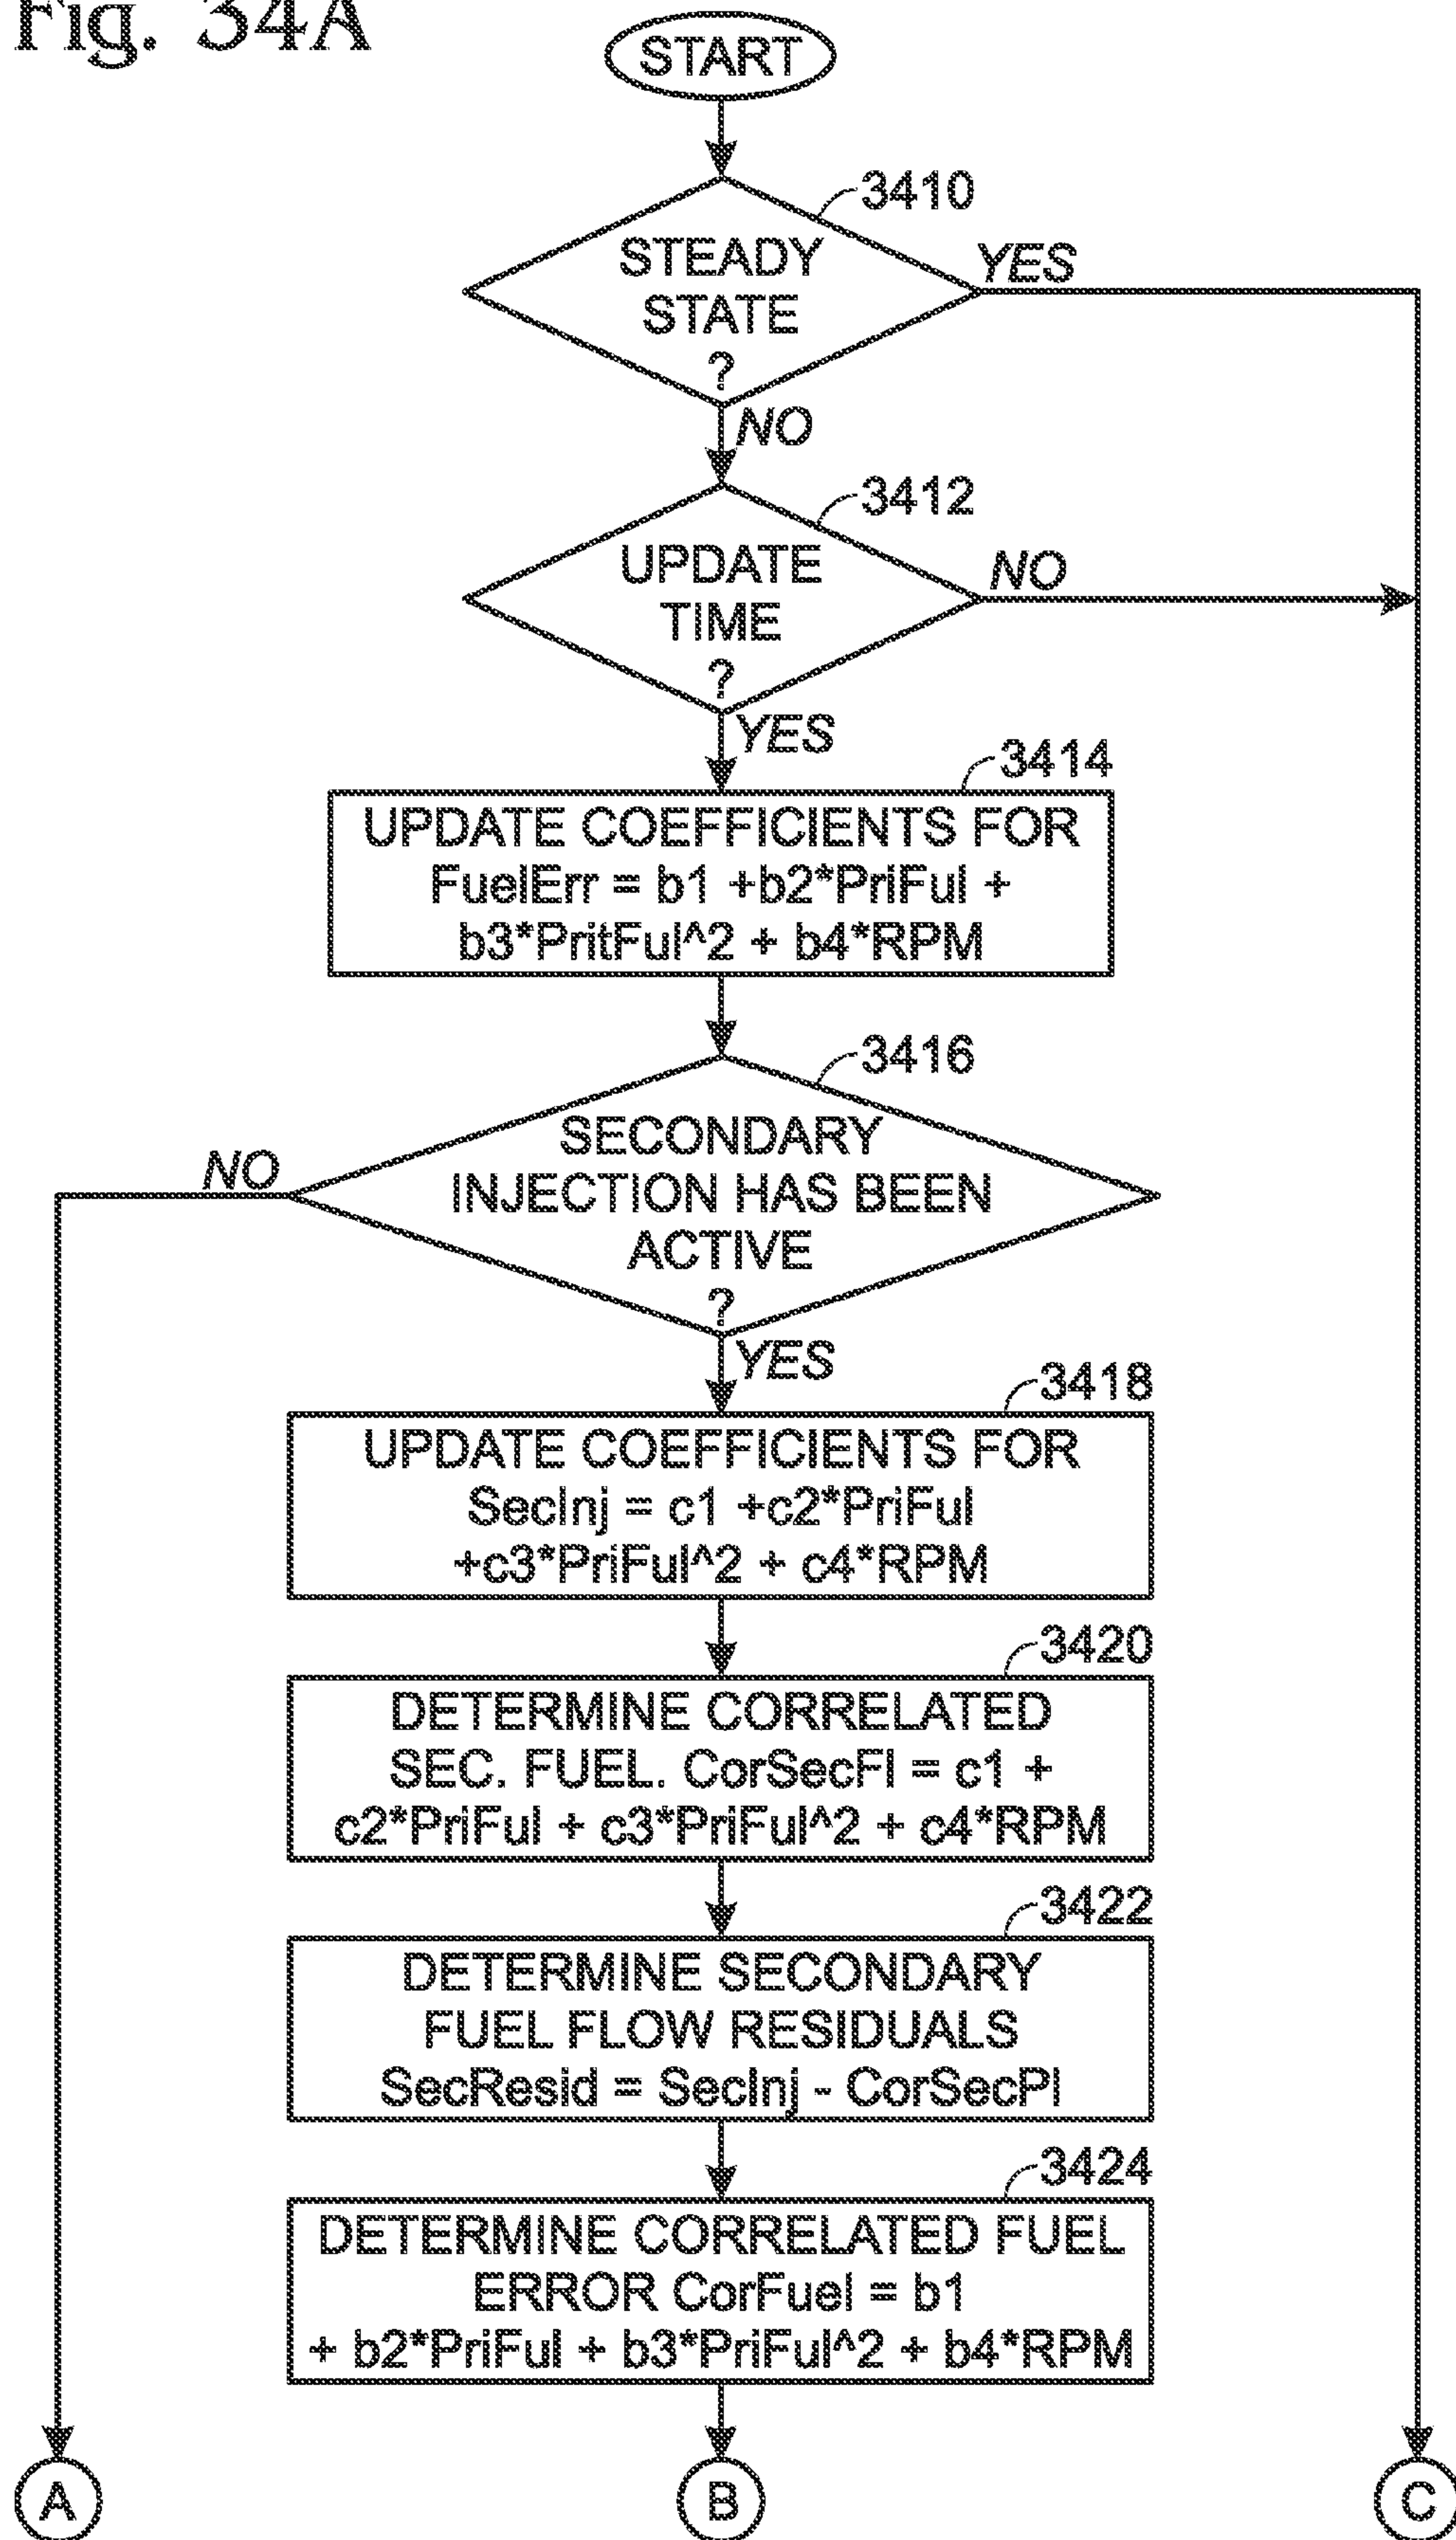 Fig. 34A
START
3410
STEADY
STATE
?
YES
NO
3412
UPDATE
TIME
?
NO
YES
3414
UPDATE COEFFICIENTS FOR
FuelErr = b1 +b2*PriFul +
b3*PritFul^2 + b4*RPM
3416
SECONDARY
INJECTION HAS BEEN
ACTIVE
?
NO
YES
3418
UPDATE COEFFICIENTS FOR
SecInj = c1 +c2*PriFul
+c3*PriFul^2 + c4*RPM
3420
DETERMINE CORRELATED
SEC. FUEL. CorSecFl = c1 +
c2*PriFul + c3*PriFul^2 + c4*RPM
3422
DETERMINE SECONDARY
FUEL FLOW RESIDUALS
SecResid = SecInj - CorSecPl
3424
DETERMINE CORRELATED FUEL
ERROR CorFuel = b1
+ b2*PriFul + b3*PriFul^2 + b4*RPM
A
B
C